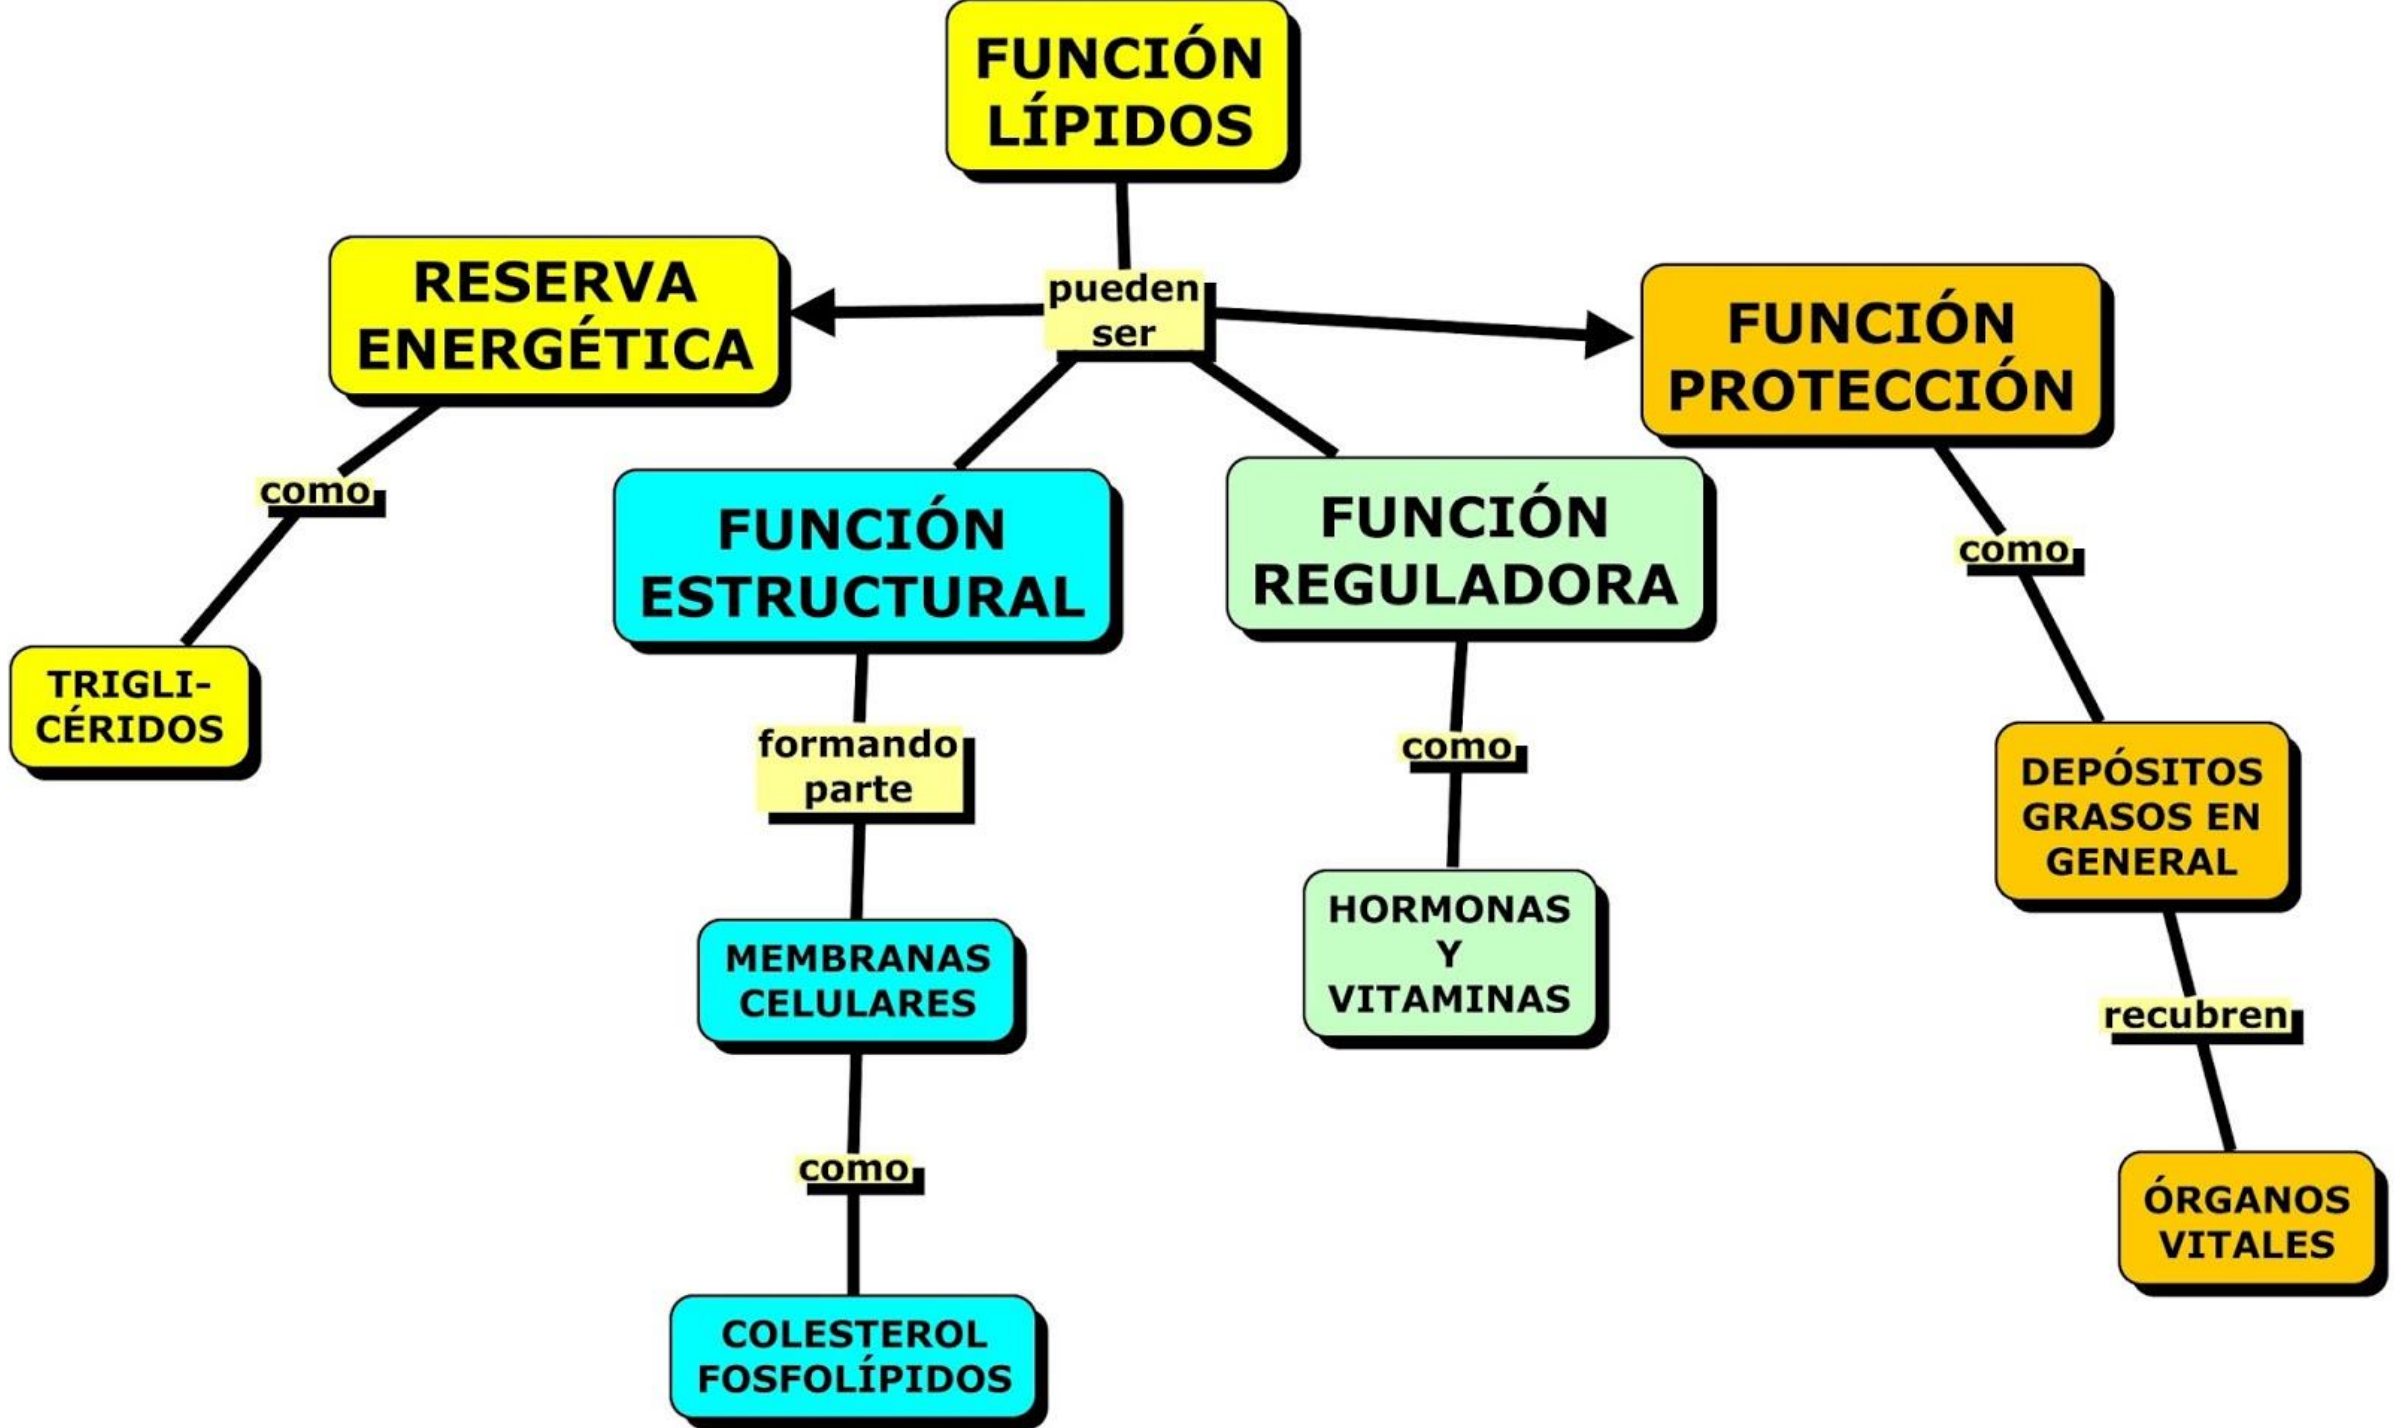 FUNCIÓN
LÍPIDOS
pueden
ser
RESERVA
ENERGÉTICA
como
TRIGLI-
CÉRIDOS
FUNCIÓN
ESTRUCTURAL
formando
parte
MEMBRANAS
CELULARES
como
COLESTEROL
FOSFOLÍPIDOS
FUNCIÓN
REGULADORA
como
HORMONAS
Y
VITAMINAS
FUNCIÓN
PROTECCIÓN
como
DEPÓSITOS
GRASOS EN
GENERAL
recubren
ÓRGANOS
VITALES